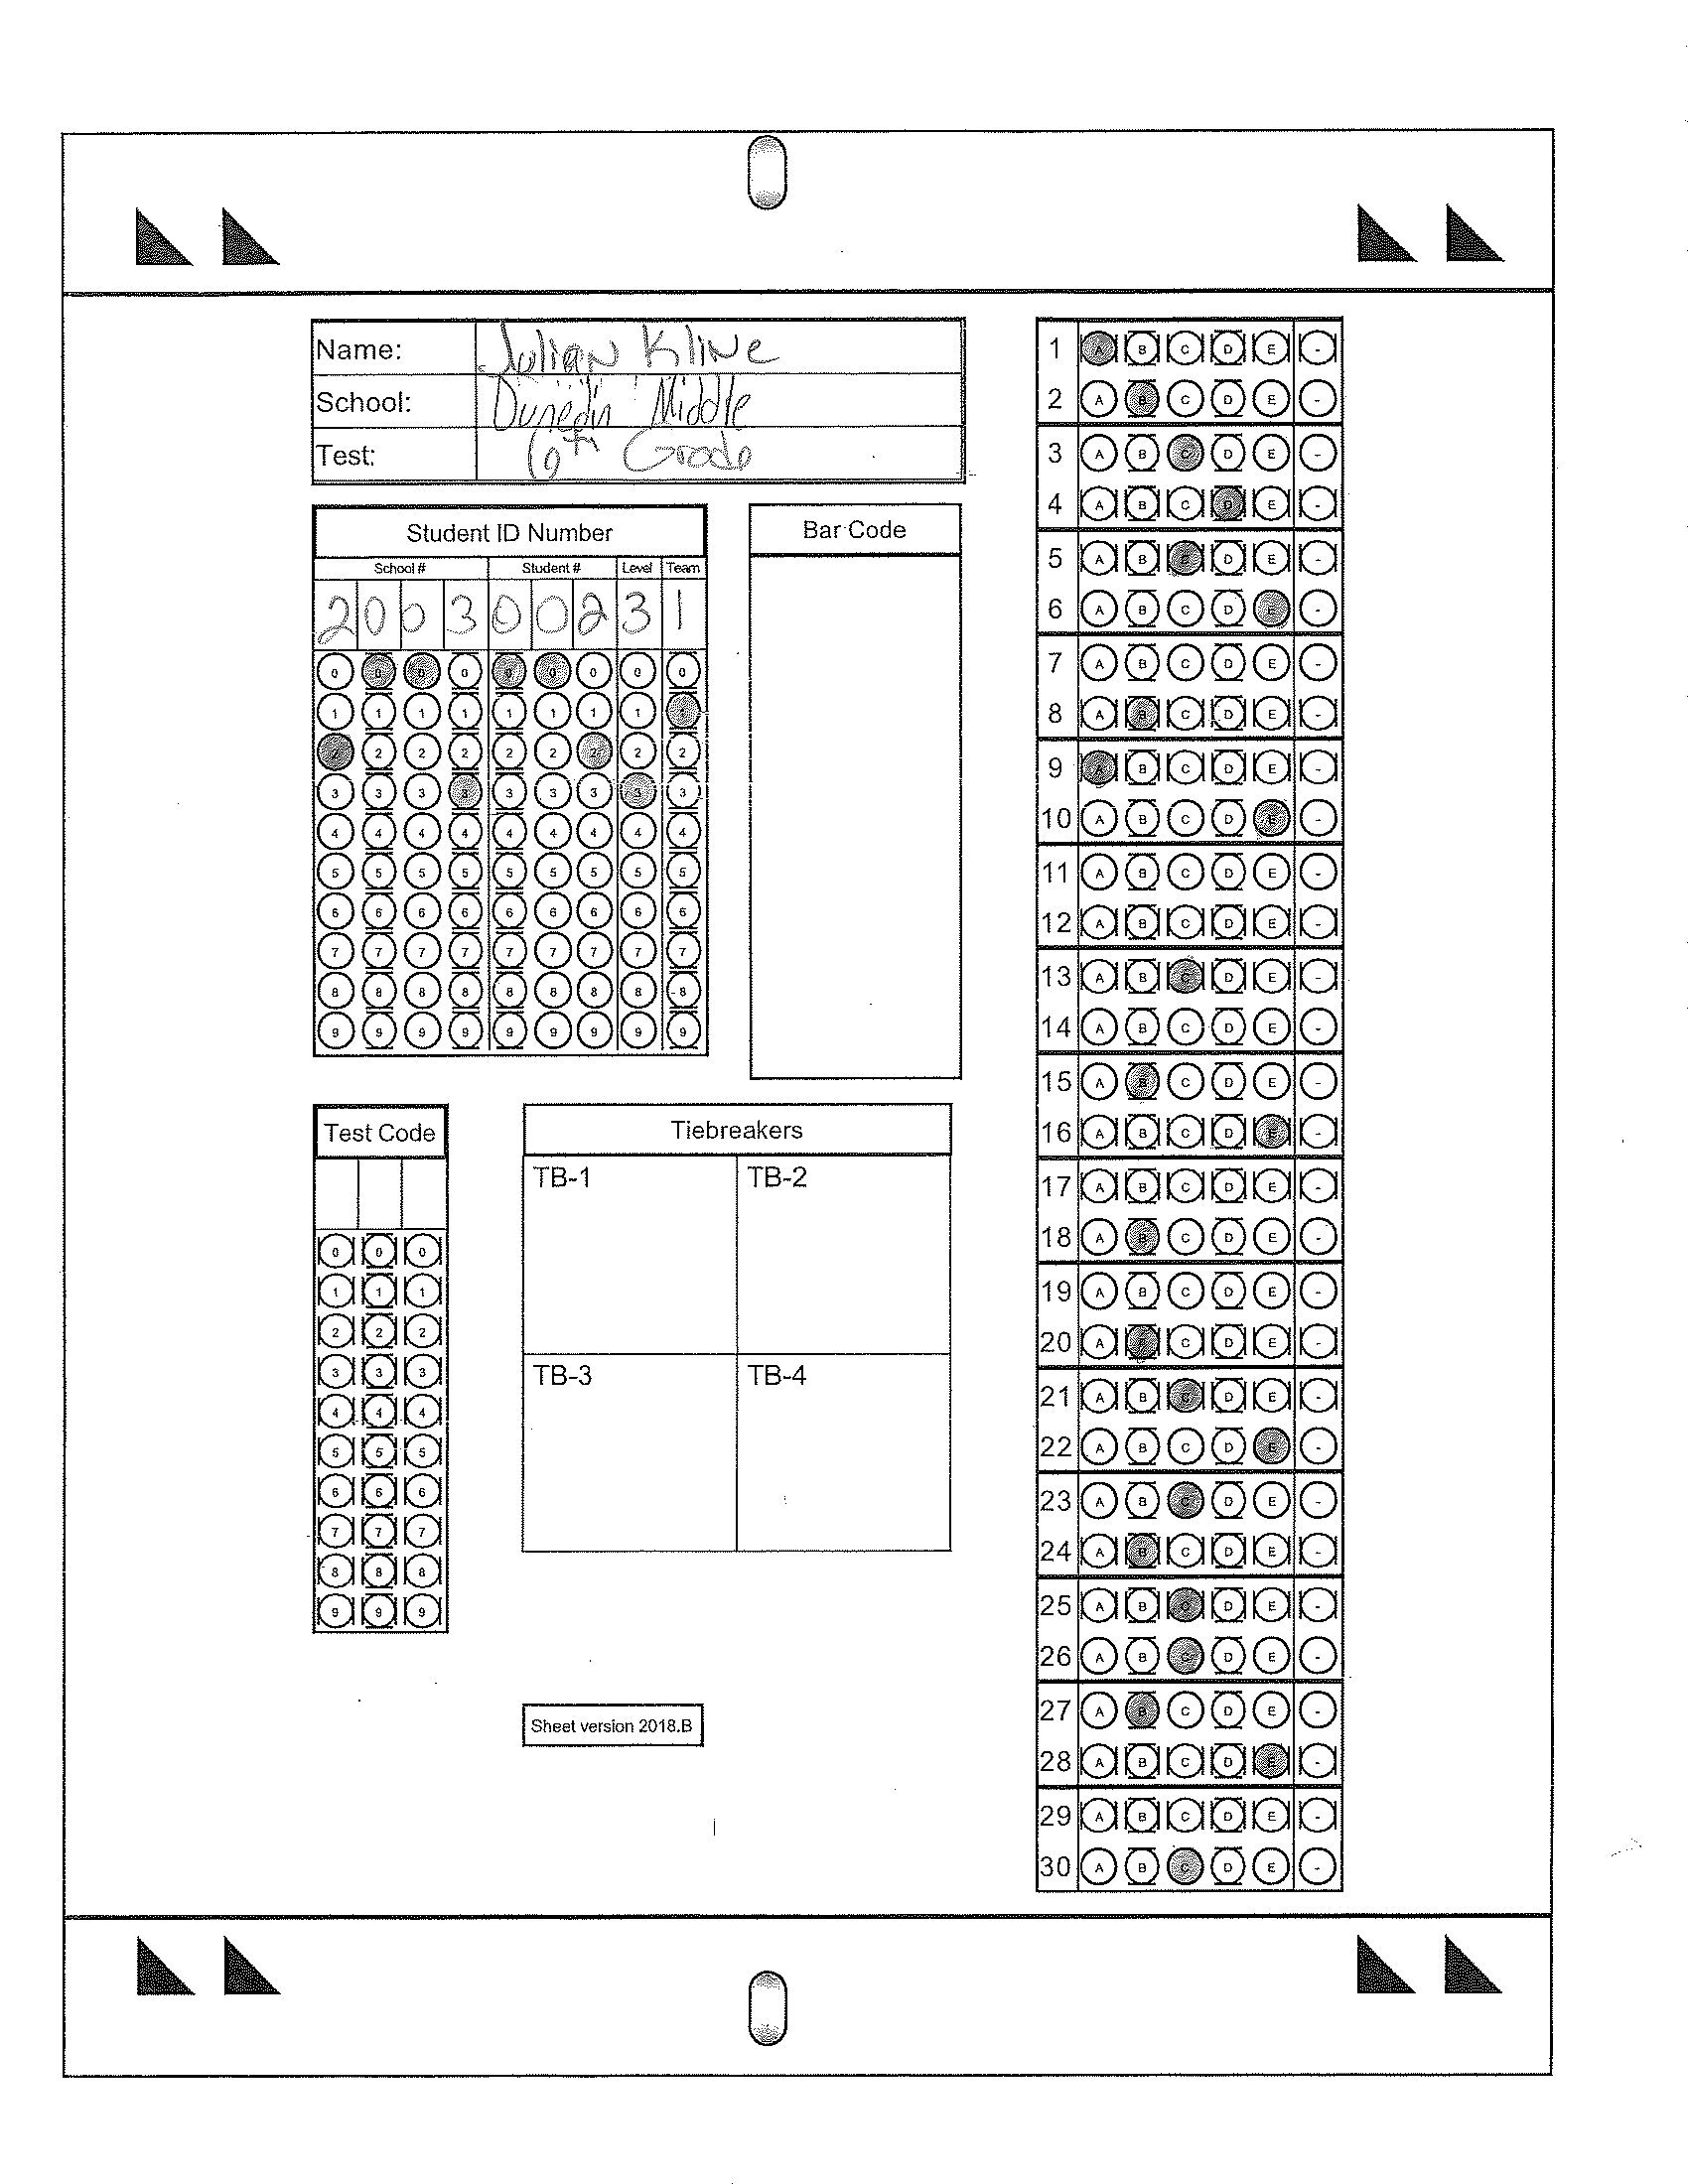 Name: Julian Kline
School: Dunedin Middle
Test: 6th Grade
Student ID Number
School # Student # Level Team
2 0 0 3 0 0 2 3 1
0 0 0 0 0 0 0 0 0
1 1 1 1 1 1 1 1 1
2 2 2 2 2 2 2 2 2
3 3 3 3 3 3 3 3 3
4 4 4 4 4 4 4 4 4
5 5 5 5 5 5 5 5 5
6 6 6 6 6 6 6 6 6
7 7 7 7 7 7 7 7 7
8 8 8 8 8 8 8 8 8
9 9 9 9 9 9 9 9 9
Bar Code
Test Code
0 0 0
1 1 1
2 2 2
3 3 3
4 4 4
5 5 5
6 6 6
7 7 7
8 8 8
9 9 9
Tiebreakers
TB-1 TB-2
TB-3 TB-4
Sheet version 2018.B
1 A B C D E -
2 A B C D E -
3 A B C D E -
4 A B C D E -
5 A B C D E -
6 A B C D E -
7 A B C D E -
8 A B C D E -
9 A B C D E -
10 A B C D E -
11 A B C D E -
12 A B C D E -
13 A B C D E -
14 A B C D E -
15 A B C D E -
16 A B C D E -
17 A B C D E -
18 A B C D E -
19 A B C D E -
20 A B C D E -
21 A B C D E -
22 A B C D E -
23 A B C D E -
24 A B C D E -
25 A B C D E -
26 A B C D E -
27 A B C D E -
28 A B C D E -
29 A B C D E -
30 A B C D E -